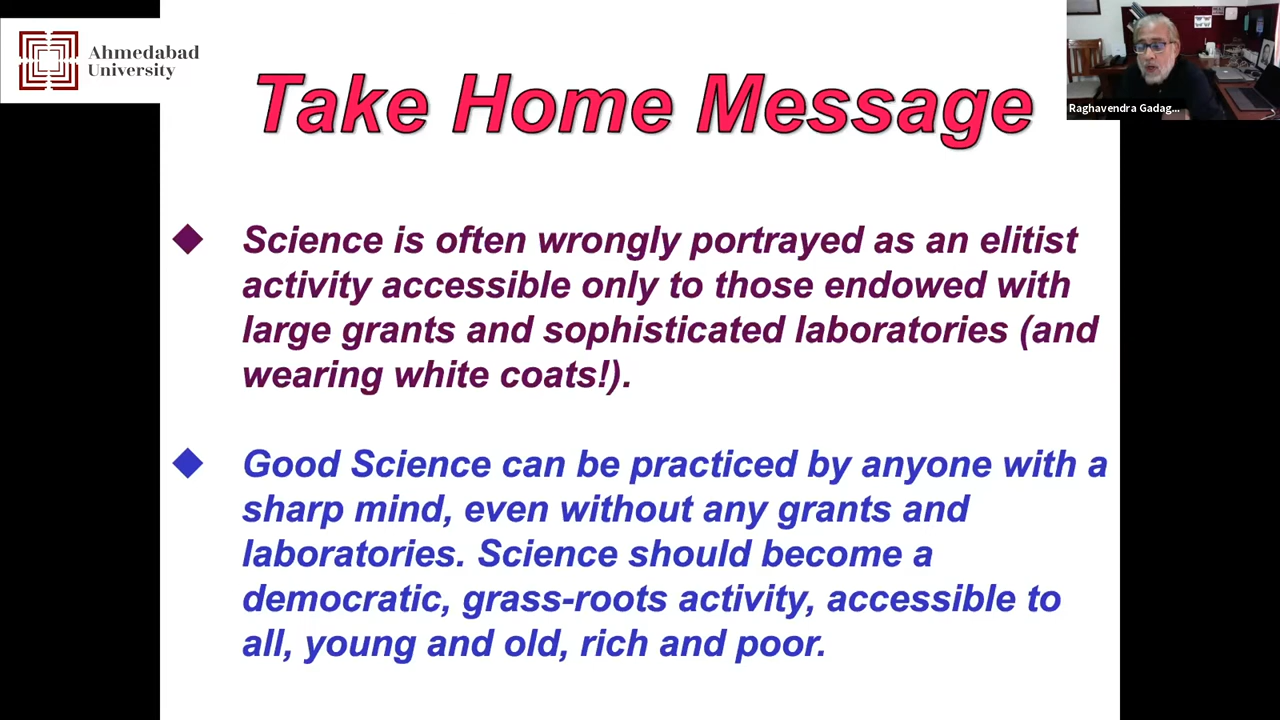 Ahmedabad
University
Take Home Message
Raghavendra Gadag...
◆ Science is often wrongly portrayed as an elitist
activity accessible only to those endowed with
large grants and sophisticated laboratories (and
wearing white coats!).
◆ Good Science can be practiced by anyone with a
sharp mind, even without any grants and
laboratories. Science should become a
democratic, grass-roots activity, accessible to
all, young and old, rich and poor.